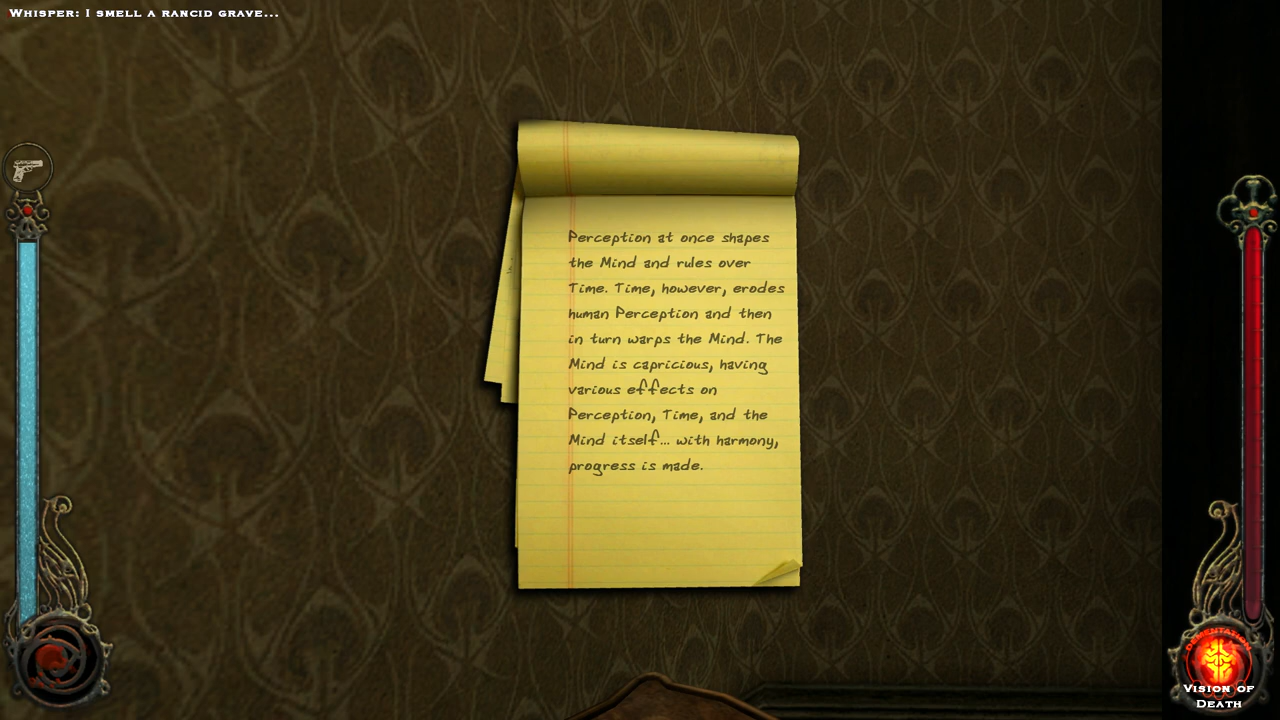 Whisper: I smell a rancid grave...
Perception at once shapes
the Mind and rules over
Time. Time, however, erodes
human Perception and then
in turn warps the Mind. The
Mind is capricious, having
various effects on
Perception, Time, and the
Mind itself... with harmony,
progress is made.
DEMENTATION
Vision of
Death